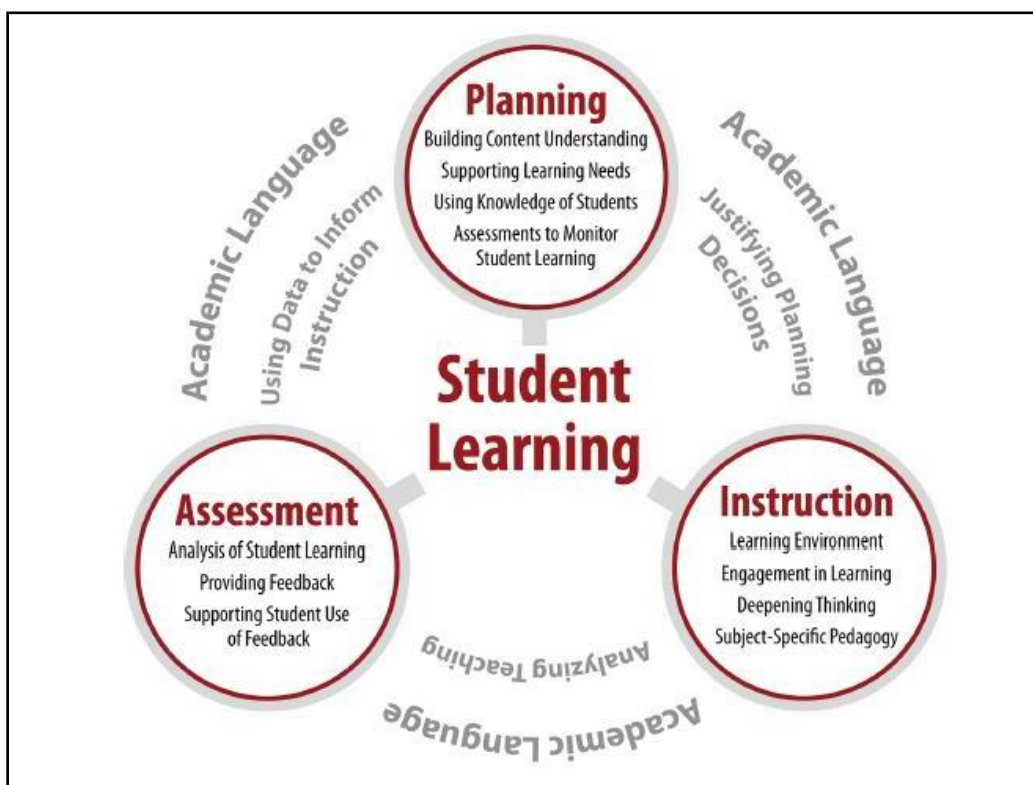 Planning
Building Content Understanding
Supporting Learning Needs
Using Knowledge of Students
Assessments to Monitor
Student Learning
Academic Language
Using Data to Inform
Instruction
Academic Language
Justifying Planning
Decisions
Student
Learning
Assessment
Analysis of Student Learning
Providing Feedback
Supporting Student Use
of Feedback
Instruction
Learning Environment
Engagement in Learning
Deepening Thinking
Subject-Specific Pedagogy
Analyzing Teaching
Academic Language